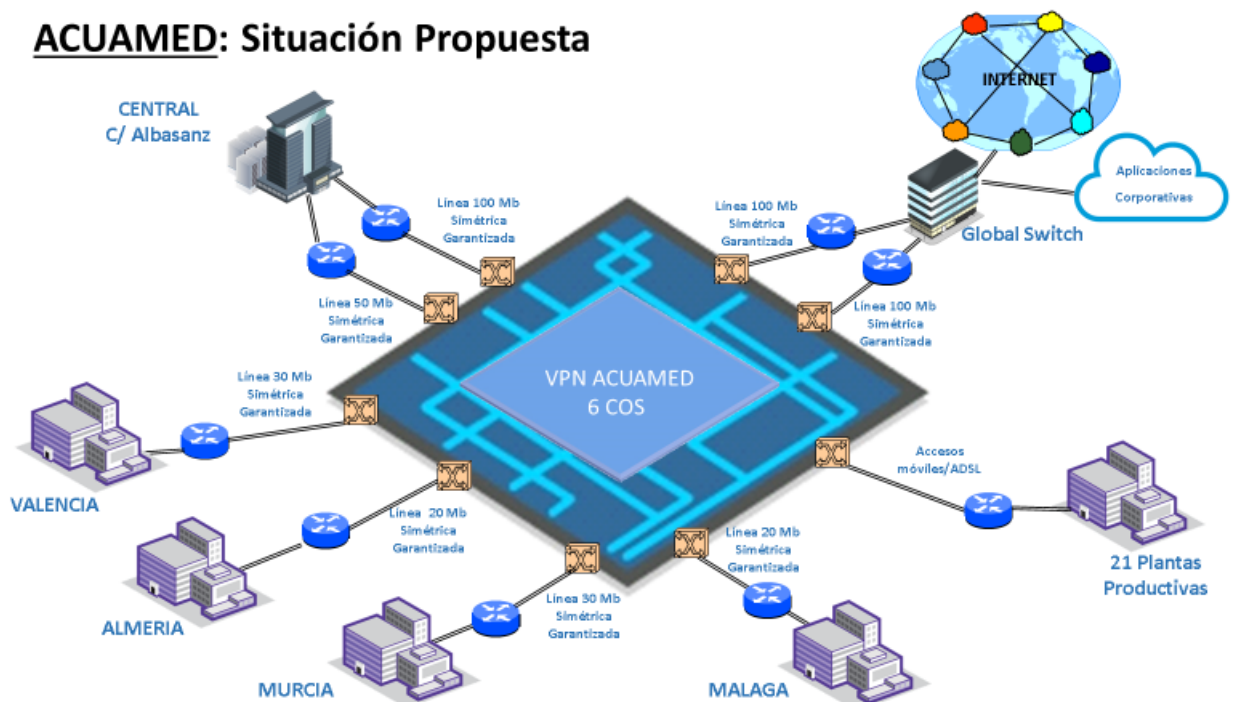 ACUAMED: Situación Propuesta
CENTRAL
C/ Albasanz
INTERNET
Aplicaciones
Corporativas
Global Switch
Línea 100 Mb
Simétrica
Garantizada
Línea 50 Mb
Simétrica
Garantizada
Línea 100 Mb
Simétrica
Garantizada
Línea 100 Mb
Simétrica
Garantizada
VPN ACUAMED
6 COS
Línea 30 Mb
Simétrica
Garantizada
VALENCIA
Línea 20 Mb
Simétrica
Garantizada
ALMERIA
Línea 30 Mb
Simétrica
Garantizada
MURCIA
Línea 20 Mb
Simétrica
Garantizada
MALAGA
Accesos
móviles/ADSL
21 Plantas
Productivas